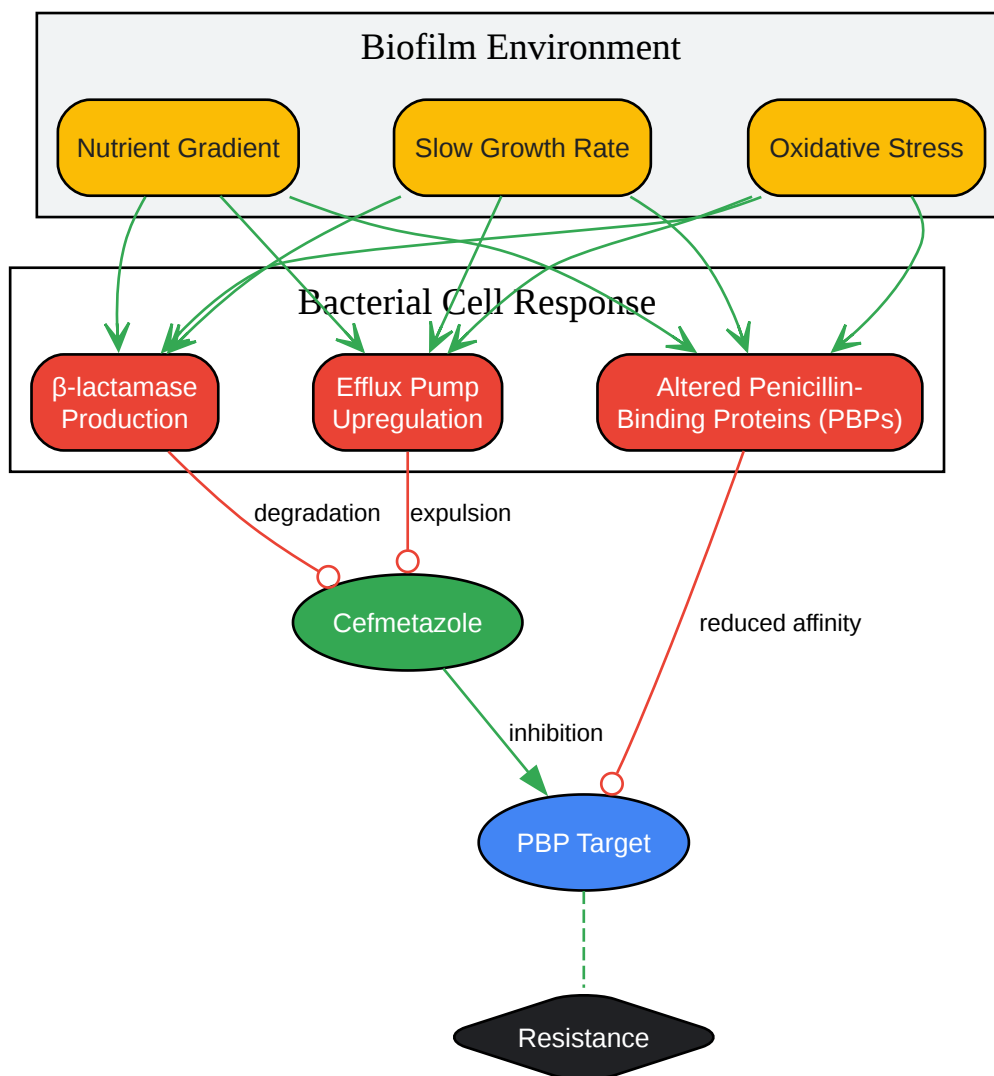 Biofilm Environment
Nutrient Gradient
Slow Growth Rate
Oxidative Stress
Bacterial Cell Response
β-lactamase
Production
Efflux Pump
Upregulation
Altered Penicillin-
Binding Proteins (PBPs)
degradation
expulsion
Cefmetazole
reduced affinity
inhibition
PBP Target
Resistance